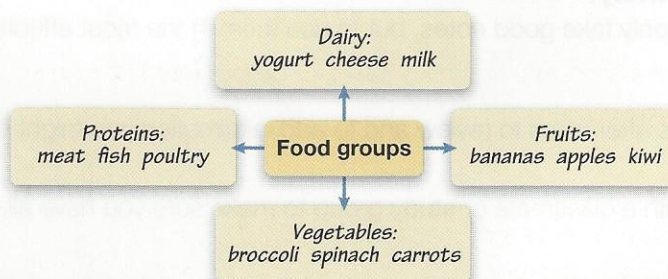 Dairy:
yogurt cheese milk
Proteins:
meat fish poultry
Food groups
Fruits:
bananas apples kiwi
Vegetables:
broccoli spinach carrots